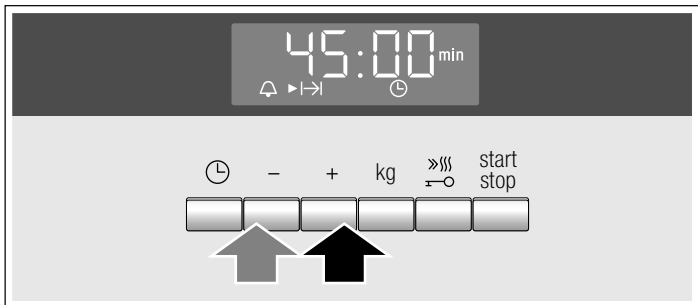 45:00 min
– + kg start
stop